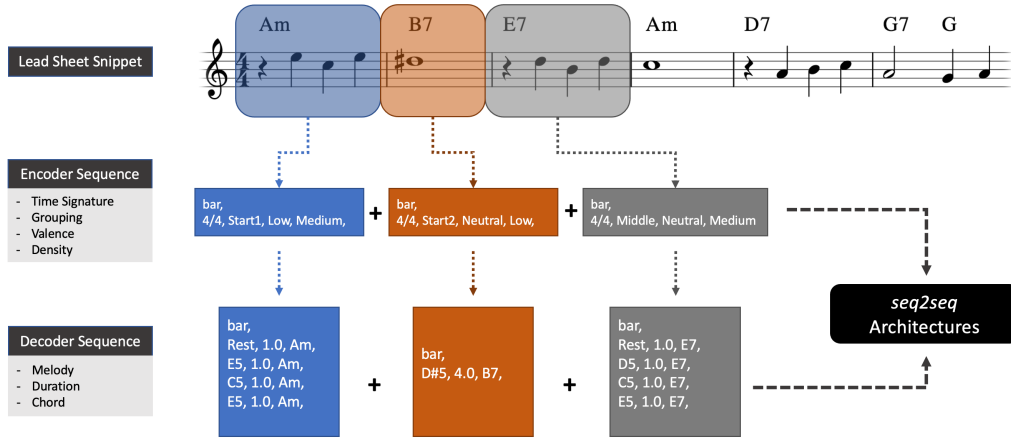 Am B7 E7 Am D7 G7 G
Lead Sheet Snippet
4
4
Encoder Sequence
- Time Signature
- Grouping
- Valence
- Density
bar,
4/4, Start1, Low, Medium,
+
bar,
4/4, Start2, Neutral, Low,
+
bar,
4/4, Middle, Neutral, Medium
seq2seq
Architectures
Decoder Sequence
- Melody
- Duration
- Chord
bar,
Rest, 1.0, Am,
E5, 1.0, Am,
C5, 1.0, Am,
E5, 1.0, Am,
+
bar,
D#5, 4.0, B7,
+
bar,
Rest, 1.0, E7,
D5, 1.0, E7,
C5, 1.0, E7,
E5, 1.0, E7,